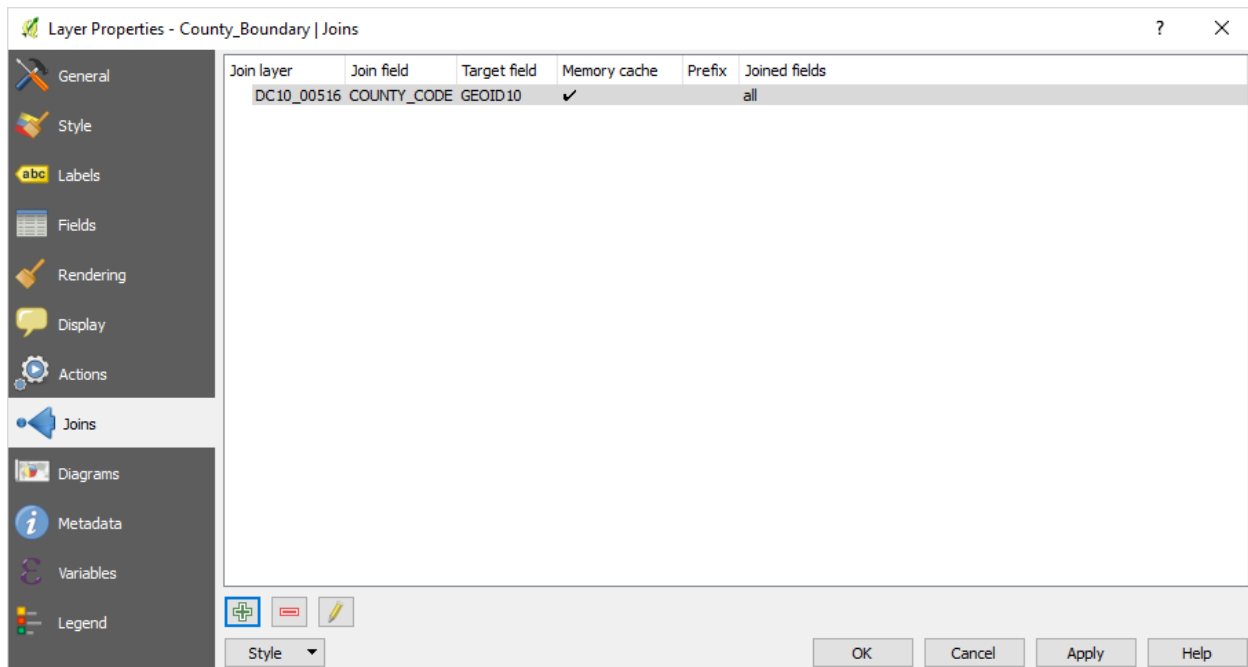 Layer Properties - County_Boundary | Joins
?
General
Style
abc Labels
Fields
Rendering
Display
Actions
Joins
Diagrams
Metadata
Variables
Legend
Join layer Join field Target field Memory cache Prefix Joined fields
DC10_00516 COUNTY_CODE GEOID10 ✔ all
Style
OK Cancel Apply Help